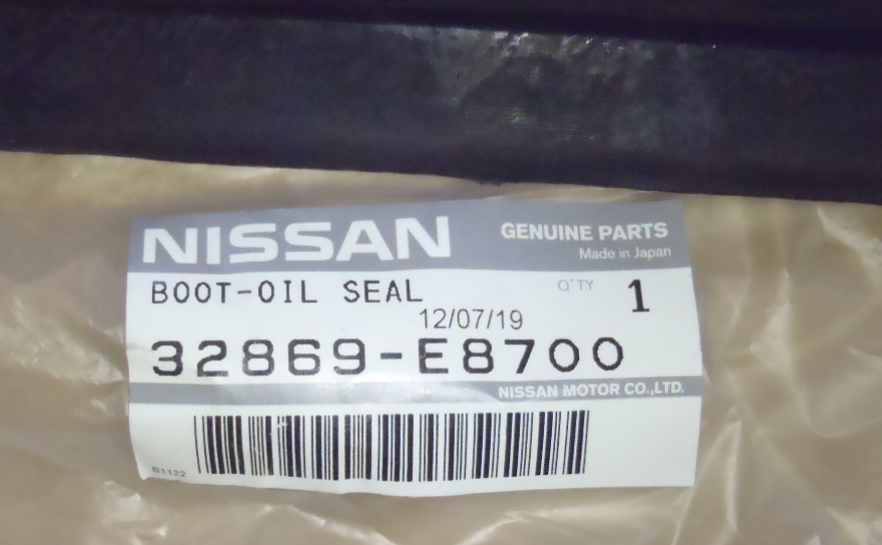 NISSAN
GENUINE PARTS
Made in Japan
BOOT-OIL SEAL
Q'TY 1
12/07/19
32869-E8700
NISSAN MOTOR CO.,LTD.
B1122